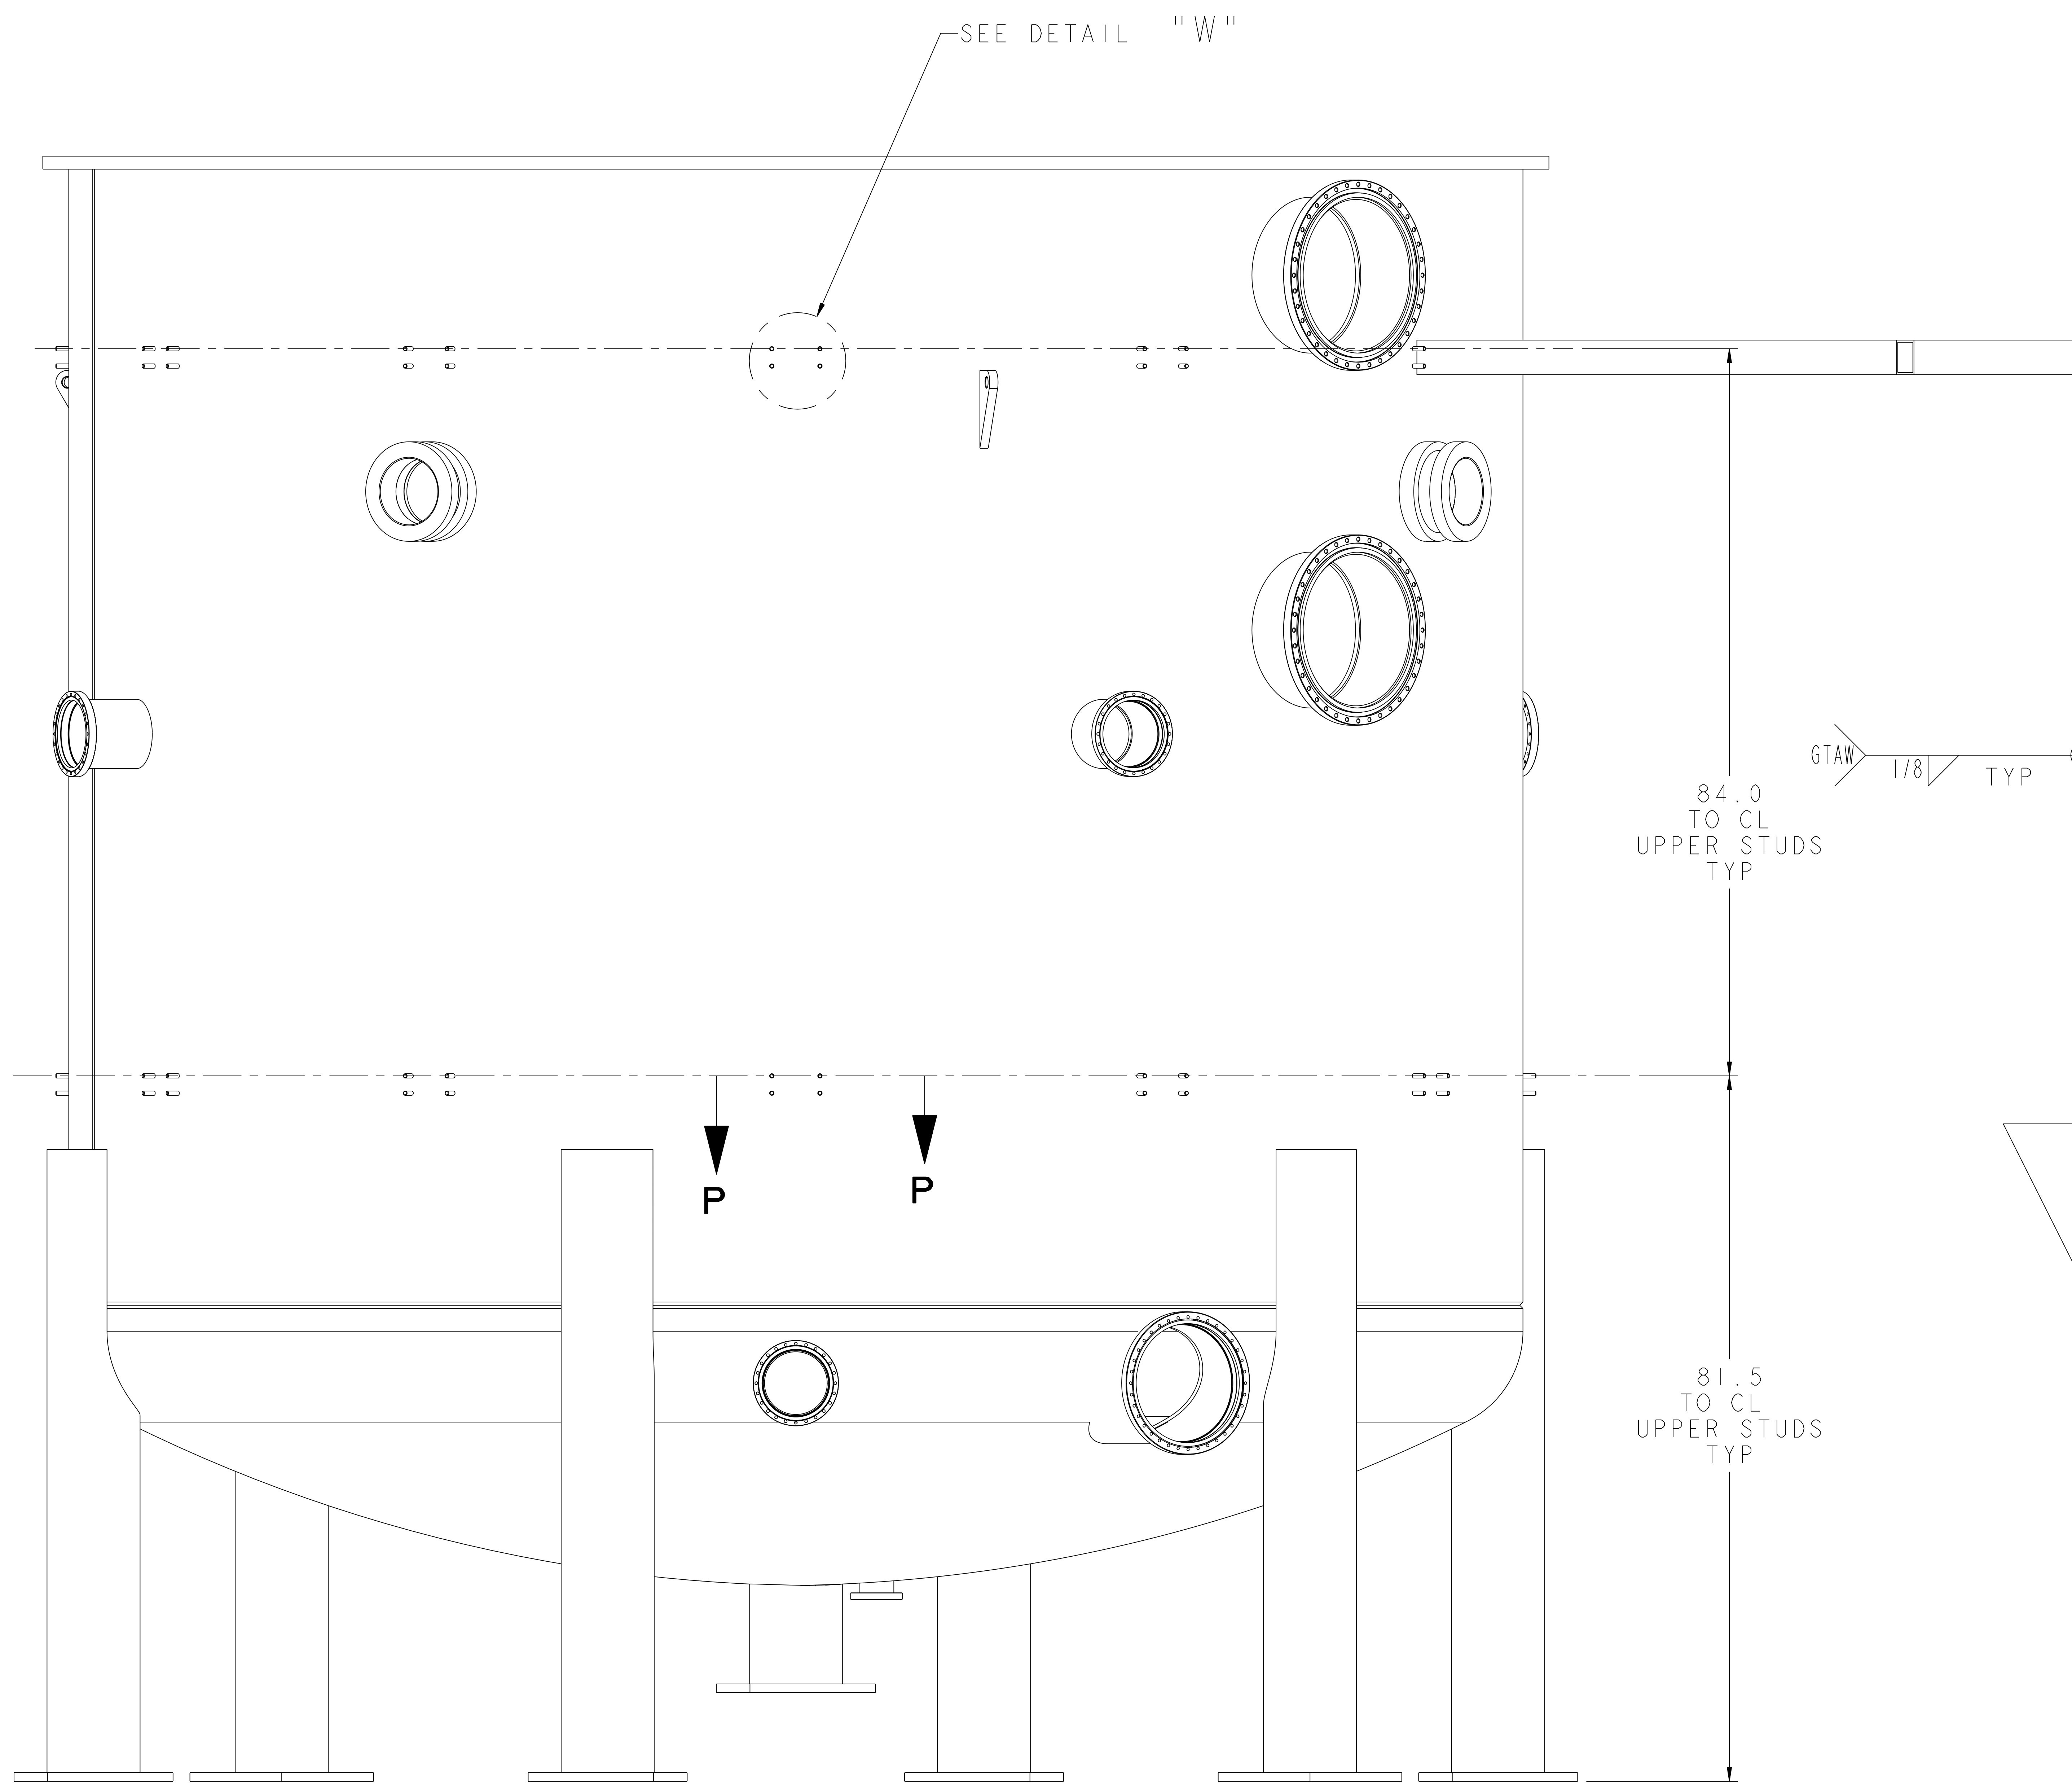 SEE DETAIL "W"
GTAW
1/8
TYP
84.0
TO CL
UPPER STUDS
TYP
P
P
81.5
TO CL
UPPER STUDS
TYP